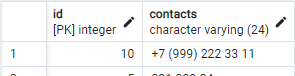 id contacts
[PK] integer character varying (24)
1 10 +7 (999) 222 33 11